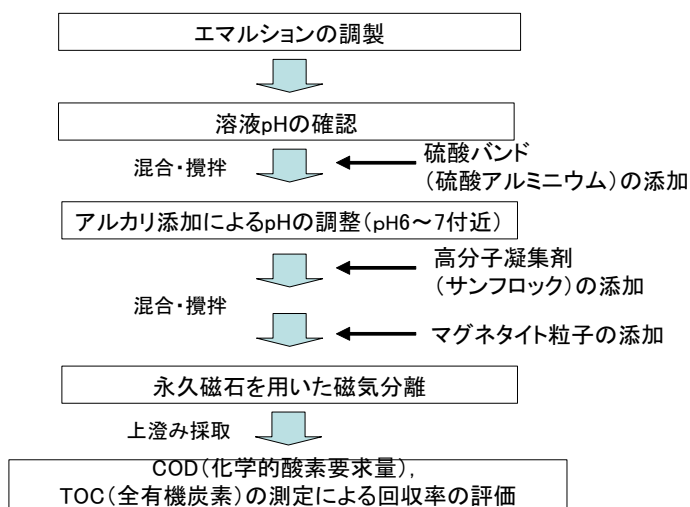 エマルションの調製
溶液pHの確認
混合・攪拌
硫酸バンド
(硫酸アルミニウム)の添加
アルカリ添加によるpHの調整(pH6～7付近)
高分子凝集剤
(サンフロック)の添加
混合・攪拌
マグネタイト粒子の添加
永久磁石を用いた磁気分離
上澄み採取
COD(化学的酸素要求量),
TOC(全有機炭素)の測定による回収率の評価